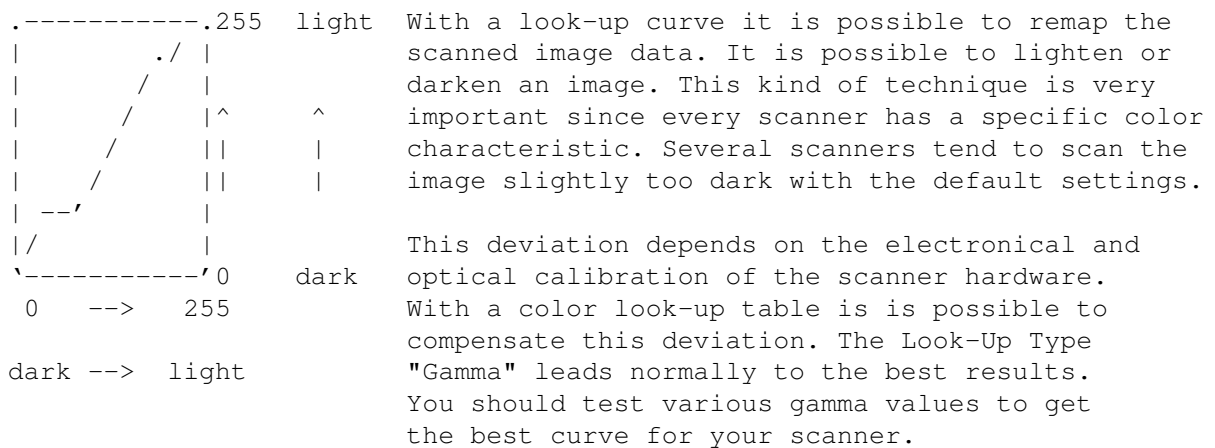 .-----------.255  light  With a look-up curve it is possible to remap the
|         ./ |            scanned image data. It is possible to lighten or
|        /   |            darken an image. This kind of technique is very
|       /    |^     ^     important since every scanner has a specific color
|      /     ||     |     characteristic. Several scanners tend to scan the
|     /      ||     |     image slightly too dark with the default settings.
| --'        |
|/           |            This deviation depends on the electronical and
`-----------'0    dark   optical calibration of the scanner hardware.
 0   -->   255           With a color look-up table is is possible to
                         compensate this deviation. The Look-Up Type
dark -->  light          "Gamma" leads normally to the best results.
                         You should test various gamma values to get
                         the best curve for your scanner.